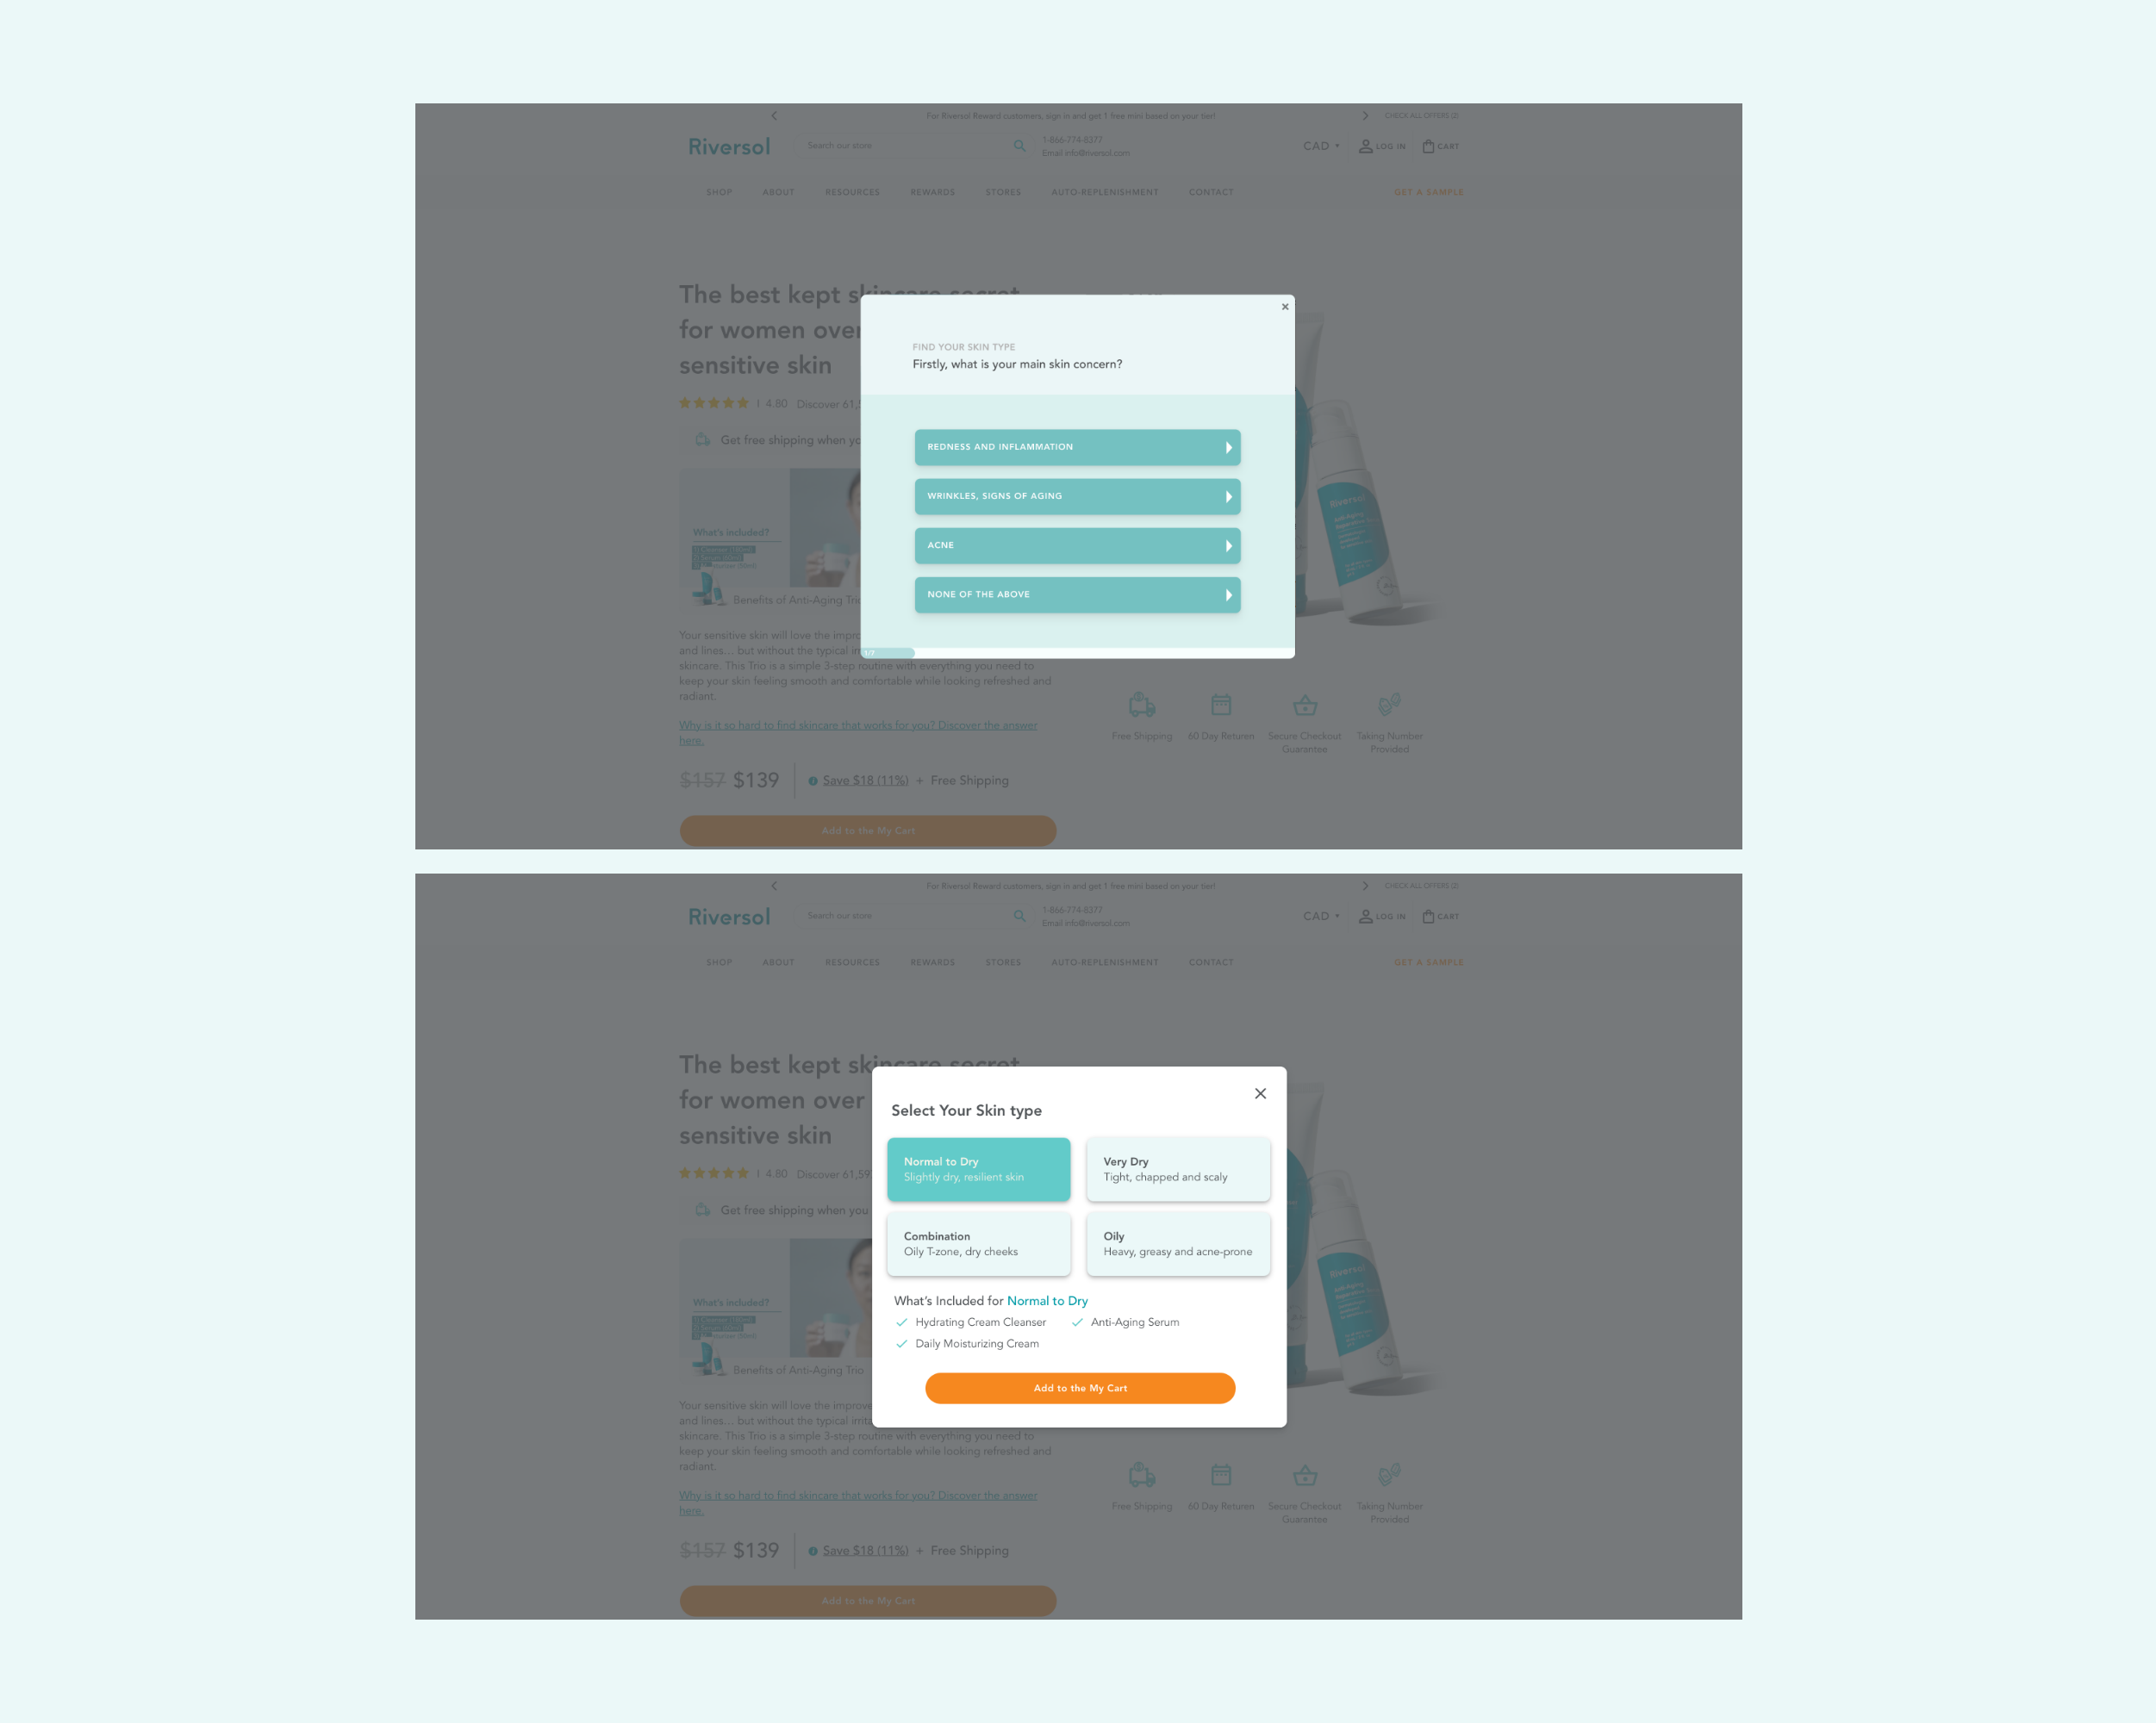 For Riversol Reward customers, sign in and get 1 free mini based on your tier!
CHECK ALL OFFERS (2)
Riversol
Search our store
1-866-774-8377
Email info@riversol.com
CAD
LOG IN
CART
SHOP
ABOUT
RESOURCES
REWARDS
STORES
AUTO-REPLENISHMENT
CONTACT
GET A SAMPLE
The best kept skincare secret
for women over
sensitive skin
4.80 Discover 61,5
Get free shipping when yo
What's included?
Benefits of Anti-Aging Trio
FIND YOUR SKIN TYPE
Firstly, what is your main skin concern?
REDNESS AND INFLAMMATION
WRINKLES, SIGNS OF AGING
ACNE
NONE OF THE ABOVE
1/7
Riversol
Your sensitive skin will love the impro
and lines... but without the typical irr
skincare. This Trio is a simple 3-step routine with everything you need to
keep your skin feeling smooth and comfortable while looking refreshed and
radiant.
Why is it so hard to find skincare that works for you? Discover the answer
here.
$157 $139
Save $18 (11%) + Free Shipping
Add to the My Cart
Free Shipping
60 Day Returen
Secure Checkout
Guarantee
Taking Number
Provided
For Riversol Reward customers, sign in and get 1 free mini based on your tier!
CHECK ALL OFFERS (2)
Riversol
Search our store
1-866-774-8377
Email info@riversol.com
CAD
LOG IN
CART
SHOP
ABOUT
RESOURCES
REWARDS
STORES
AUTO-REPLENISHMENT
CONTACT
GET A SAMPLE
The best kept skincare secret
for women over
sensitive skin
4.80 Discover 61,59
Get free shipping when you
What's included?
Benefits of Anti-Aging Trio
Select Your Skin type
Normal to Dry
Slightly dry, resilient skin
Very Dry
Tight, chapped and scaly
Combination
Oily T-zone, dry cheeks
Oily
Heavy, greasy and acne-prone
What's Included for Normal to Dry
Hydrating Cream Cleanser
Anti-Aging Serum
Daily Moisturizing Cream
Add to the My Cart
Riversol
Your sensitive skin will love the improve
and lines... but without the typical irrita
skincare. This Trio is a simple 3-step routine with everything you need to
keep your skin feeling smooth and comfortable while looking refreshed and
radiant.
Why is it so hard to find skincare that works for you? Discover the answer
here.
$157 $139
Save $18 (11%) + Free Shipping
Add to the My Cart
Free Shipping
60 Day Returen
Secure Checkout
Guarantee
Taking Number
Provided